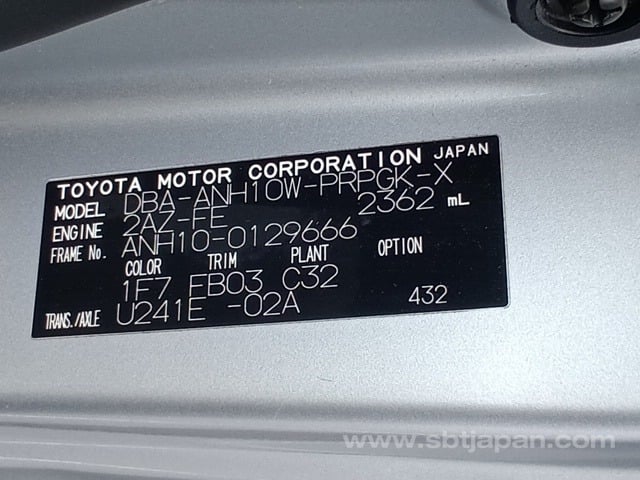 TOYOTA MOTOR CORPORATION JAPAN
MODEL DBA-ANH10W-PRPGK-X
ENGINE 2AZ-FE 2362 mL
FRAME No. ANH10-0129666
COLOR TRIM PLANT OPTION
1F7 FB03 C32
TRANS./AXLE U241E -02A 432
www.sbtjapan.com